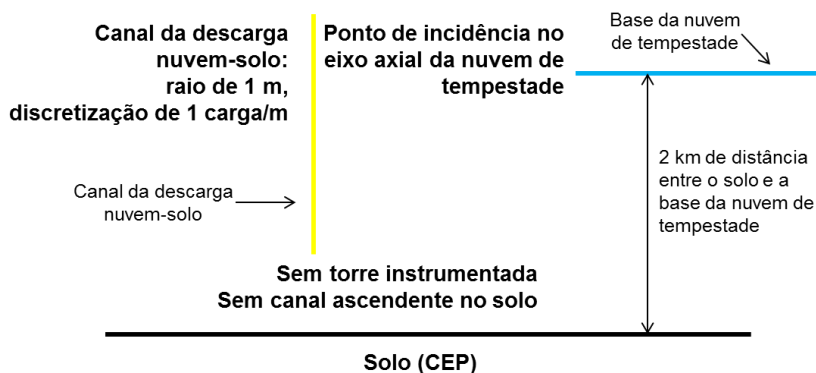 Canal da descarga
nuvem-solo:
raio de 1 m,
discretização de 1 carga/m
Ponto de incidência no
eixo axial da nuvem de
tempestade
Base da nuvem
de tempestade
2 km de distância
entre o solo e a
base da nuvem de
tempestade
Canal da descarga
nuvem-solo
Sem torre instrumentada
Sem canal ascendente no solo
Solo (CEP)